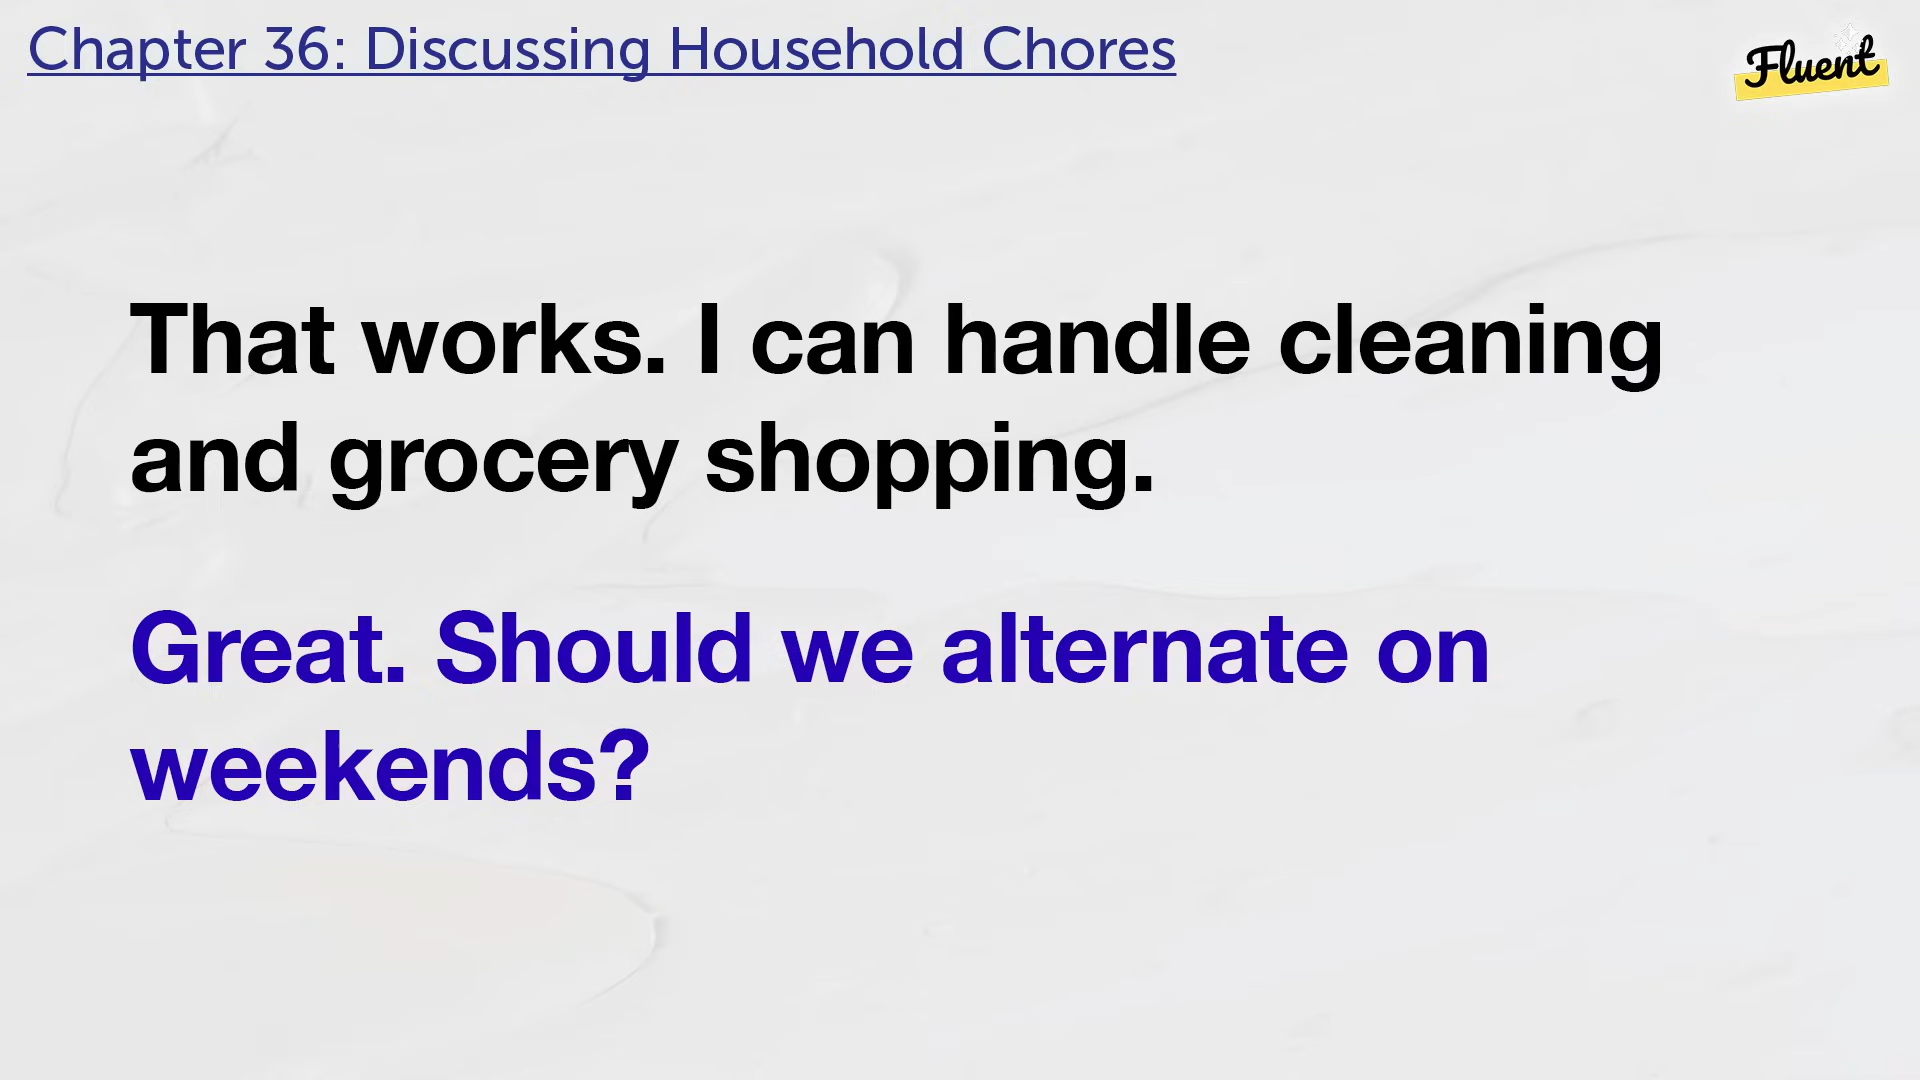 Chapter 36: Discussing Household Chores
Fluent
That works. I can handle cleaning
and grocery shopping.
Great. Should we alternate on
weekends?